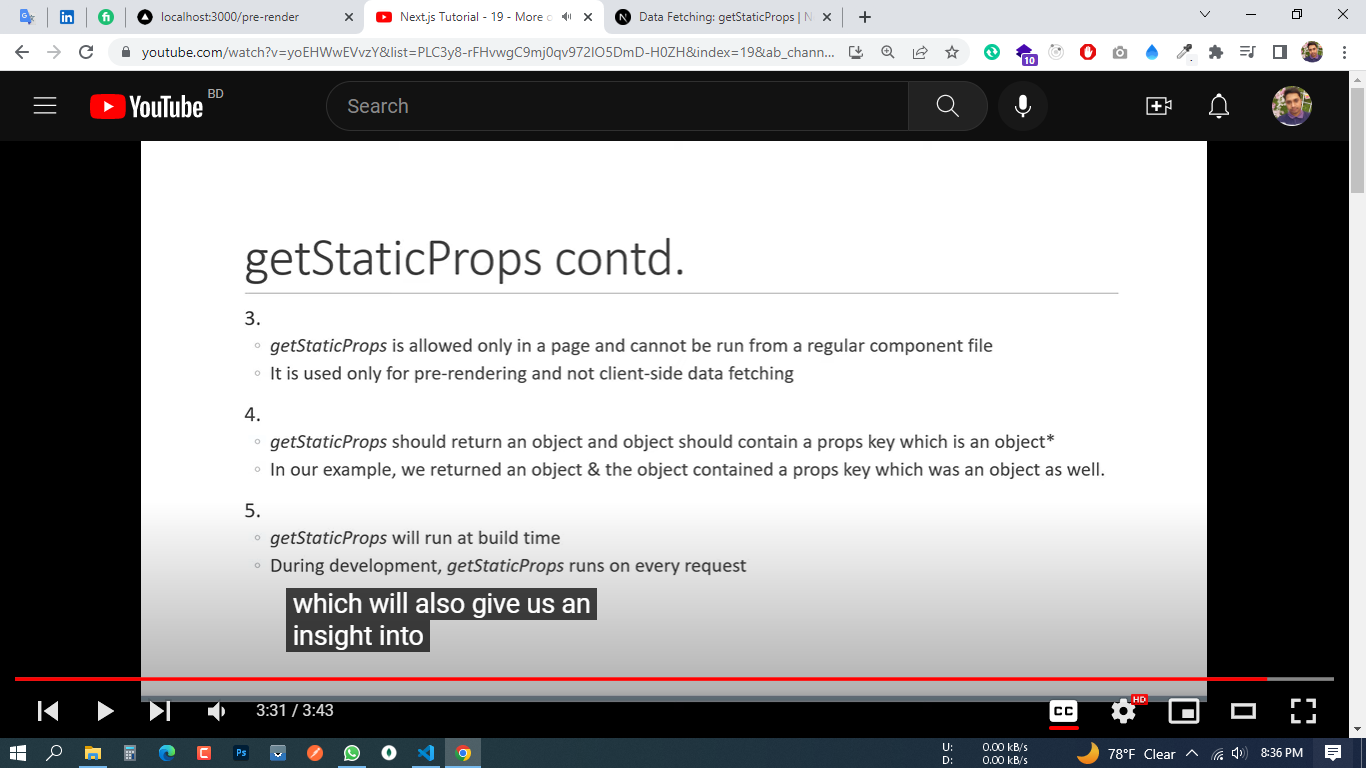 localhost:3000/pre-render
Next.js Tutorial - 19 - More o
Data Fetching: getStaticProps | N
youtube.com/watch?v=yoEHWwEVvzY&list=PLC3y8-rFHvwgC9mj0qv972IO5DmD-H0ZH&index=19&ab_chann...
10
YouTube BD
Search
getStaticProps contd.
3.
getStaticProps is allowed only in a page and cannot be run from a regular component file
It is used only for pre-rendering and not client-side data fetching
4.
getStaticProps should return an object and object should contain a props key which is an object*
In our example, we returned an object & the object contained a props key which was an object as well.
5.
getStaticProps will run at build time
During development, getStaticProps runs on every request
which will also give us an
insight into
3:31 / 3:43
CC
HD
U: 0.00 kB/s
D: 0.00 kB/s
78°F Clear
8:36 PM